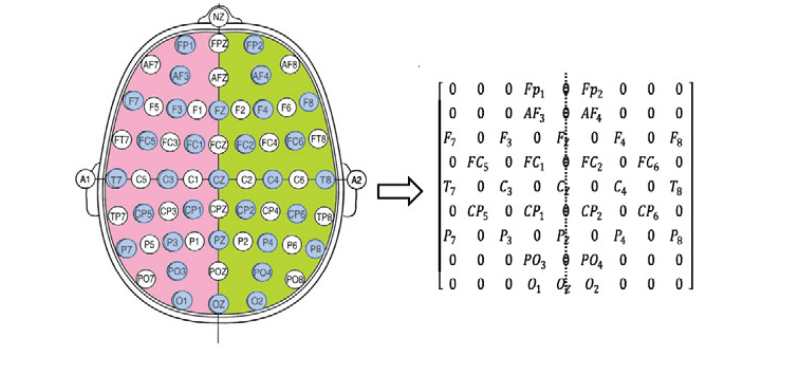 NZ
FP1 FPZ FP2
AF7 AF3 AFZ AF4 AF8
F7 F5 F3 F1 FZ F2 F4 F6 F8
FT7 FC5 FC3 FC1 FCZ FC2 FC4 FC6 FT8
A1 T7 C5 C3 C1 CZ C2 C4 C6 T8 A2
TP7 CP5 CP3 CP1 CPZ CP2 CP4 CP6 TP8
P7 P5 P3 P1 PZ P2 P4 P6 P8
PO7 PO3 POZ PO4 PO8
O1 OZ O2
0 0 0 Fp1 0 Fp2 0 0 0
0 0 0 AF3 0 AF4 0 0 0
F7 0 F3 0 Fz 0 F4 0 F8
0 FC5 0 FC1 0 FC2 0 FC6 0
T7 0 C3 0 Cz 0 C4 0 T8
0 CP5 0 CP1 0 CP2 0 CP6 0
P7 0 P3 0 Pz 0 P4 0 P8
0 0 0 PO3 0 PO4 0 0 0
0 0 0 O1 Oz O2 0 0 0